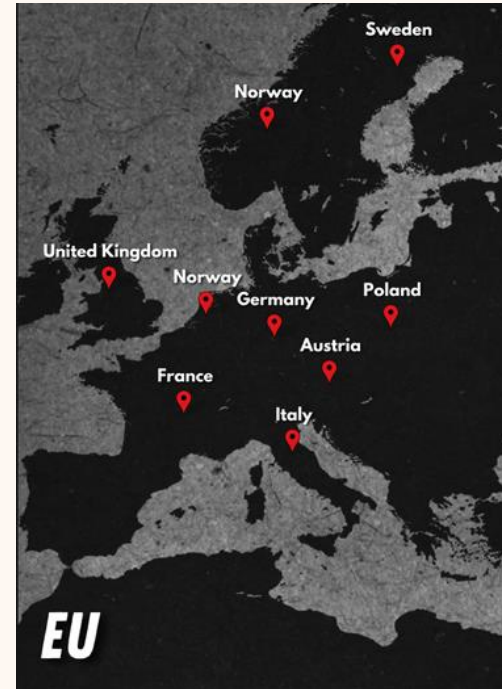 Sweden
Norway
United Kingdom
Norway
Germany
Poland
Austria
France
Italy
EU